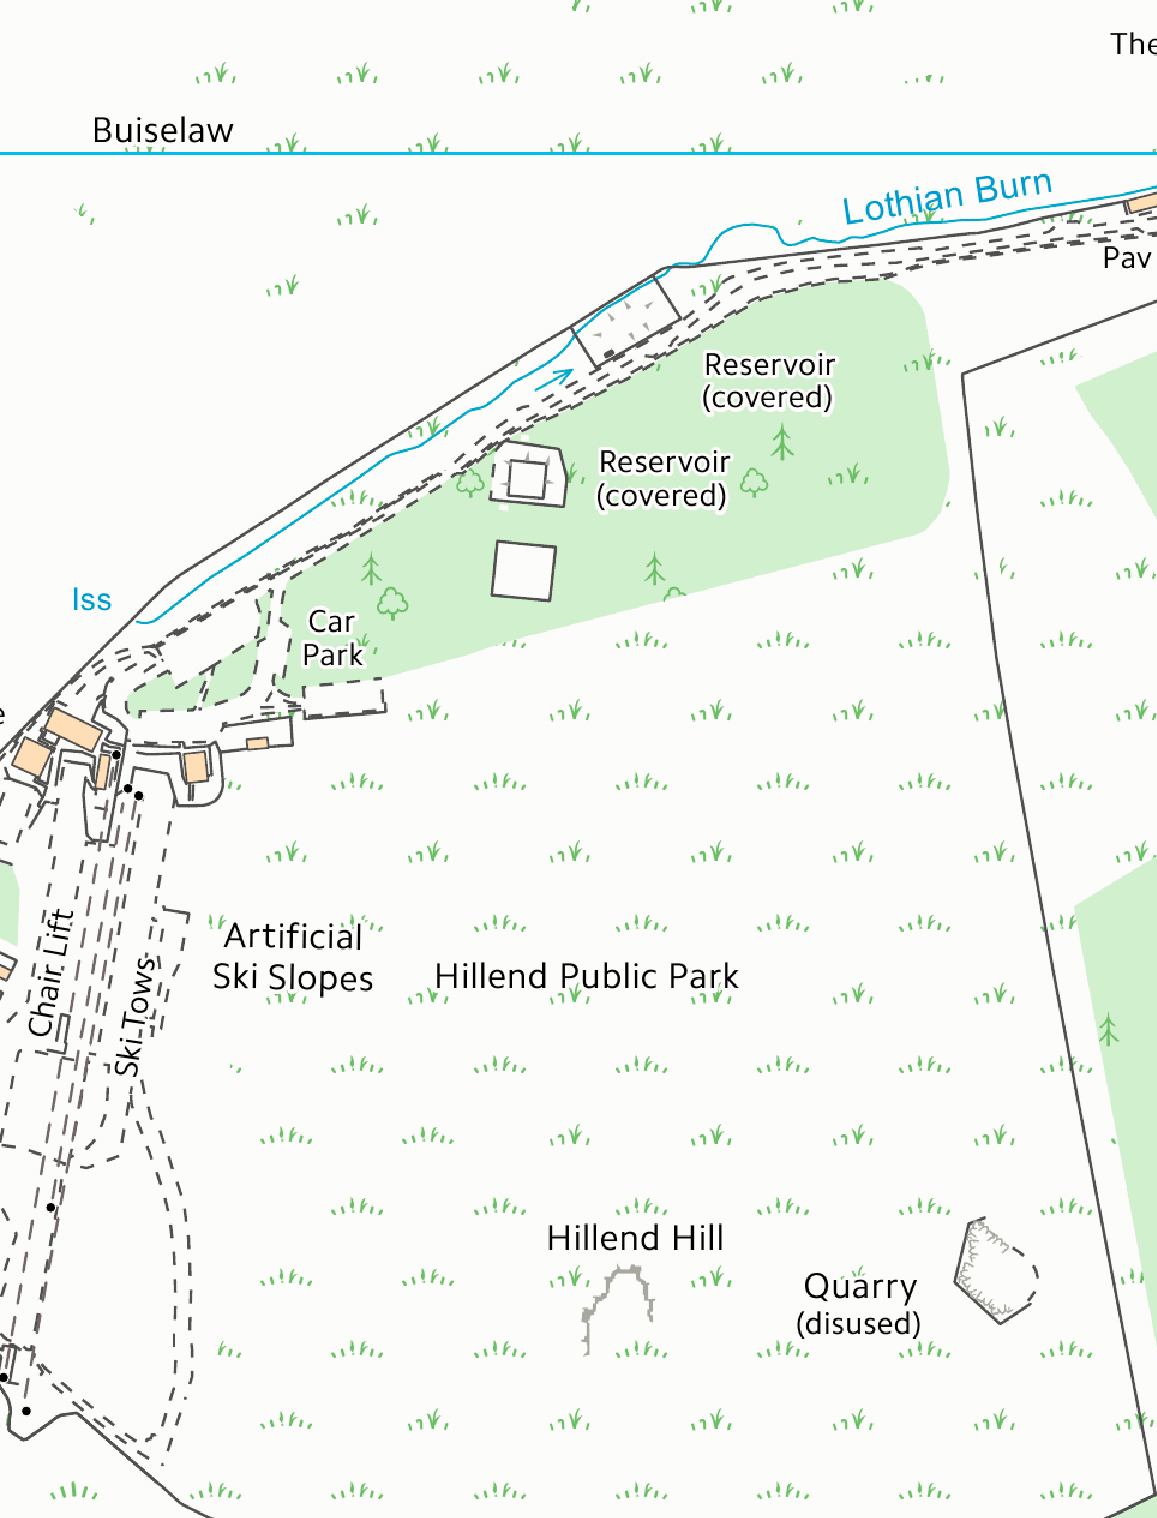 The
Buiselaw
Lothian Burn
Pav
Reservoir
(covered)
Reservoir
(covered)
Iss
Car
Park
e
Chair Lift
Ski Tows
Artificial
Ski Slopes
Hillend Public Park
Hillend Hill
Quarry
(disused)